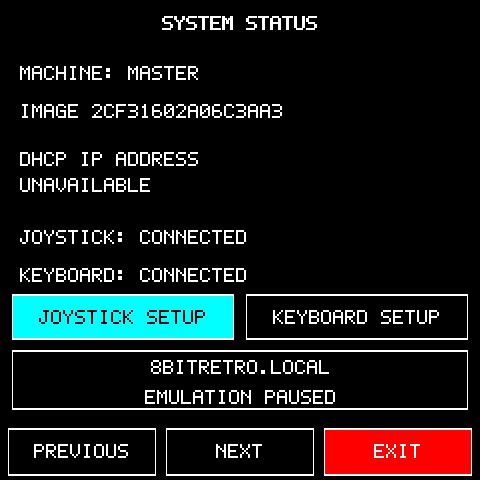 SYSTEM STATUS
MACHINE: MASTER
IMAGE 2CF31602A06C3AA3
DHCP IP ADDRESS
UNAVAILABLE
JOYSTICK: CONNECTED
KEYBOARD: CONNECTED
JOYSTICK SETUP
KEYBOARD SETUP
8BITRETRO.LOCAL
EMULATION PAUSED
PREVIOUS
NEXT
EXIT